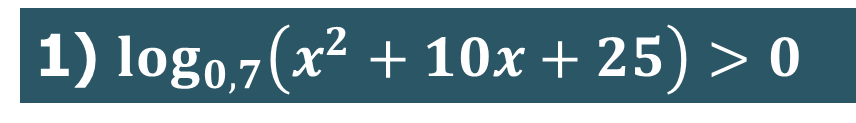 1) log₀,₇(x² + 10x + 25) > 0